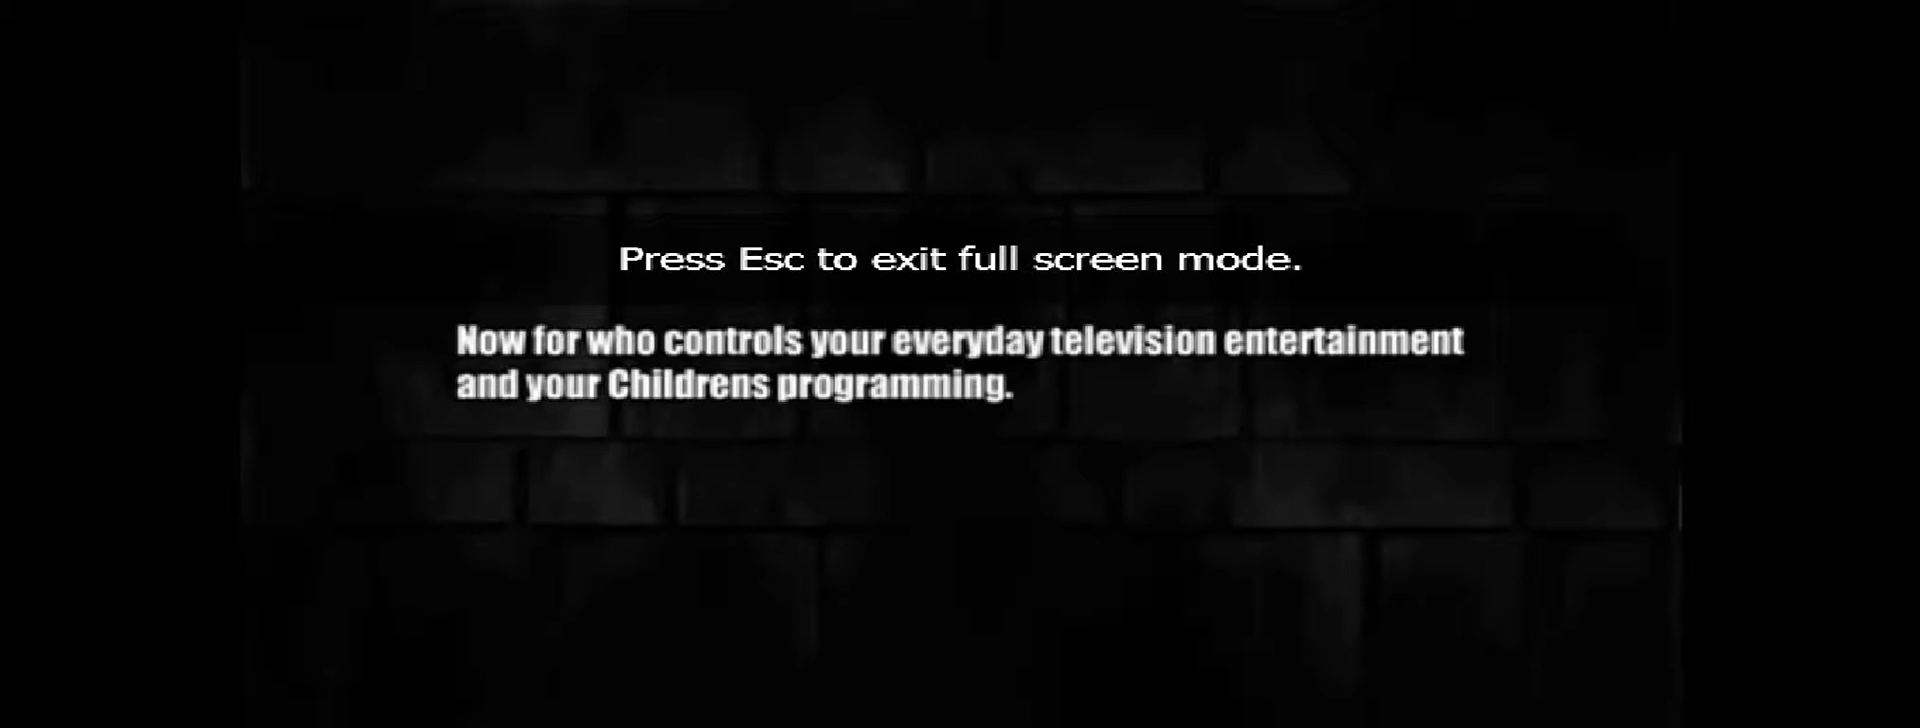 Press Esc to exit full screen mode.
Now for who controls your everyday television entertainment
and your Childrens programming.